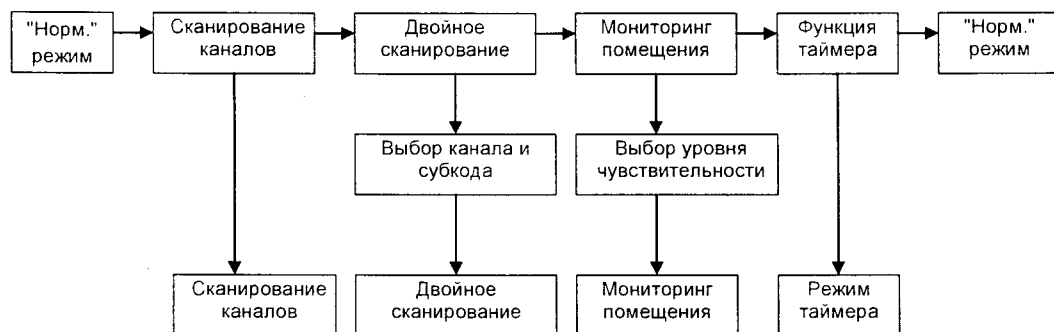 "Норм."
режим
Сканирование
каналов
Двойное
сканирование
Мониторинг
помещения
Функция
таймера
"Норм."
режим
Выбор канала и
субкода
Выбор уровня
чувствительности
Сканирование
каналов
Двойное
сканирование
Мониторинг
помещения
Режим
таймера